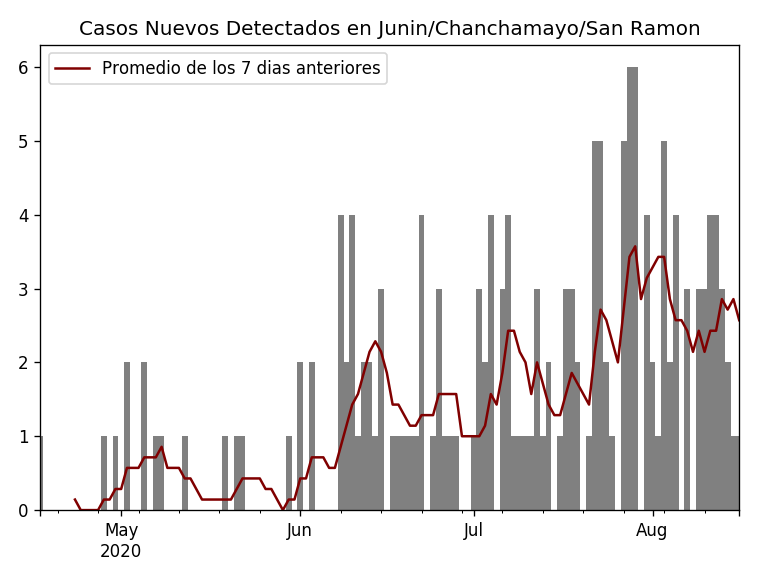 Casos Nuevos Detectados en Junin/Chanchamayo/San Ramon
Promedio de los 7 dias anteriores
6
5
4
3
2
1
0
May
2020
Jun
Jul
Aug